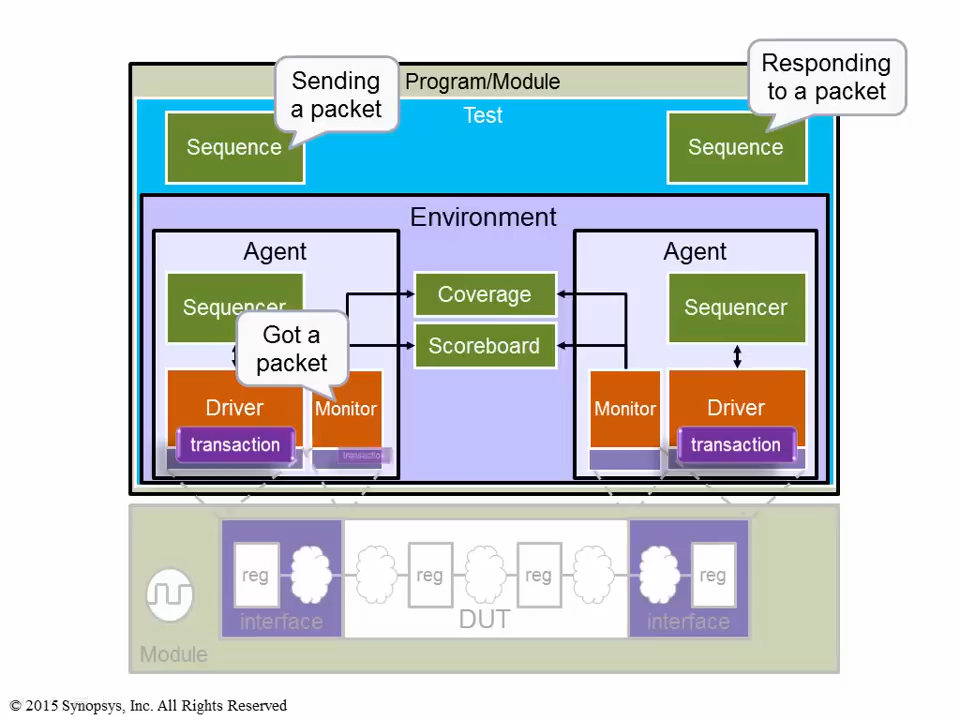 Sending
a packet
Program/Module
Responding
to a packet
Test
Sequence
Sequence
Environment
Agent
Agent
Sequencer
Coverage
Sequencer
Got a
packet
Scoreboard
Driver
Monitor
Monitor
Driver
transaction
transaction
transaction
reg
reg
reg
reg
interface
DUT
interface
Module
© 2015 Synopsys, Inc. All Rights Reserved